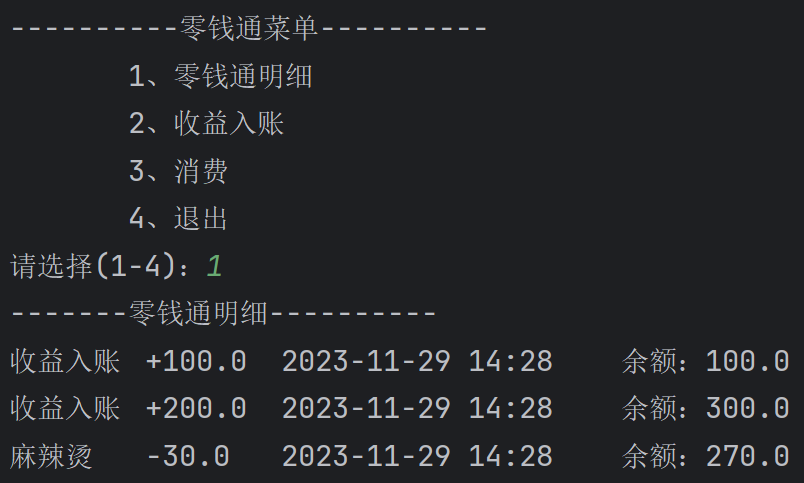 ----------零钱通菜单----------
1、零钱通明细
2、收益入账
3、消费
4、退出
请选择(1-4)：1
-------零钱通明细----------
收益入账 +100.0 2023-11-29 14:28 余额：100.0
收益入账 +200.0 2023-11-29 14:28 余额：300.0
麻辣烫 -30.0 2023-11-29 14:28 余额：270.0